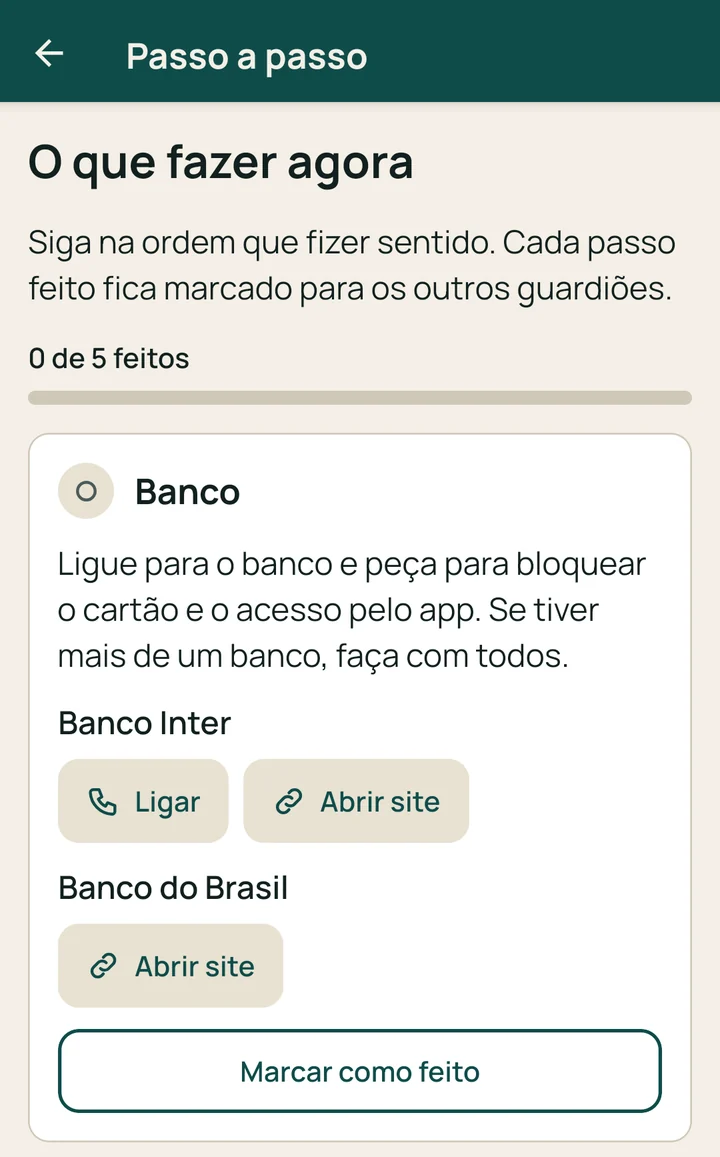 Passo a passo
O que fazer agora
Siga na ordem que fizer sentido. Cada passo
feito fica marcado para os outros guardiões.
0 de 5 feitos
Banco
Ligue para o banco e peça para bloquear
o cartão e o acesso pelo app. Se tiver
mais de um banco, faça com todos.
Banco Inter
Ligar
Abrir site
Banco do Brasil
Abrir site
Marcar como feito